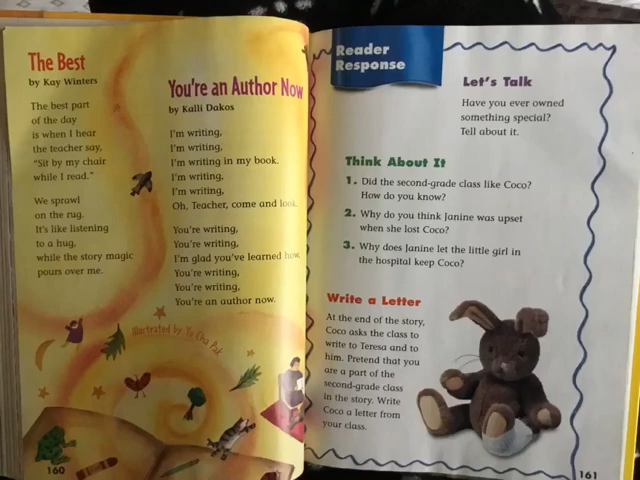 The Best
by Kay Winters
The best part
of the day
is when I hear
the teacher say,
"Sit by my chair
while I read."
We sprawl
on the rug.
It's like listening
to a hug,
while the story magic
pours over me.
You're an Author Now
by Kalli Dakos
I'm writing,
I'm writing,
I'm writing in my book.
I'm writing,
I'm writing,
Oh, Teacher, come and look.
You're writing,
You're writing,
I'm glad you've learned how.
You're writing,
You're writing,
You're an author now.
Illustrated by Yu Cha Pak
160
Reader
Response
Let's Talk
Have you ever owned
something special?
Tell about it.
Think About It
1. Did the second-grade class like Coco?
How do you know?
2. Why do you think Janine was upset
when she lost Coco?
3. Why does Janine let the little girl in
the hospital keep Coco?
Write a Letter
At the end of the story,
Coco asks the class to
write to Teresa and to
him. Pretend that you
are a part of the
second-grade class
in the story. Write
Coco a letter from
your class.
161